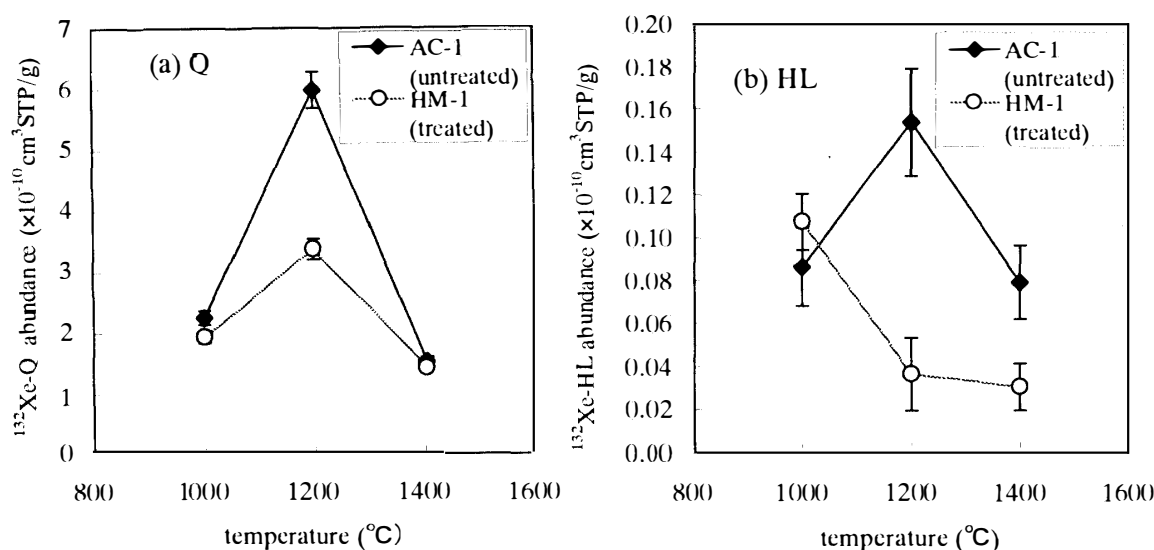 7
6
5
4
3
2
1
0
¹³²Xe-Q abundance (×10⁻¹⁰cm³STP/g)
(a) Q
AC-1
(untreated)
HM-1
(treated)
800 1000 1200 1400 1600
temperature (°C)
0.20
0.18
0.16
0.14
0.12
0.10
0.08
0.06
0.04
0.02
0.00
¹³²Xe-HL abundance (×10⁻¹⁰cm³STP/g)
(b) HL
AC-1
(untreated)
HM-1
(treated)
800 1000 1200 1400 1600
temperature (°C)